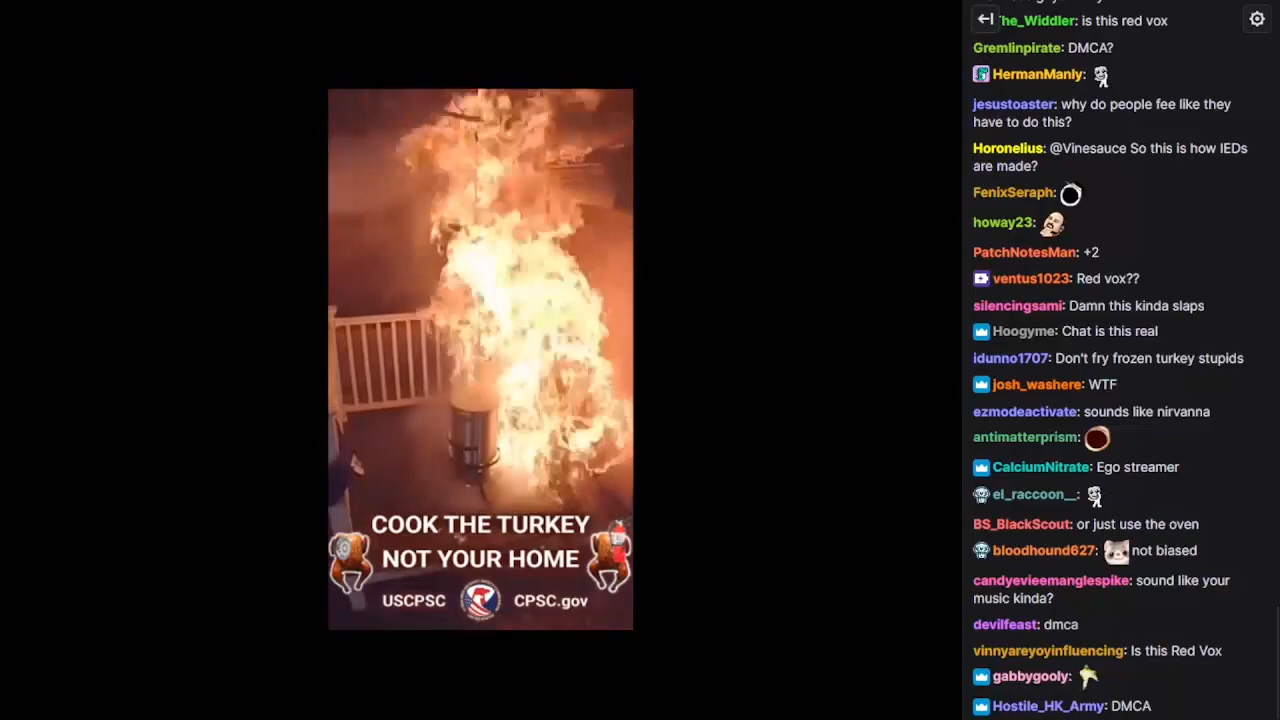 COOK THE TURKEY
NOT YOUR HOME
USCPSC CPSC.gov
he_Widdler: is this red vox
Gremlinpirate: DMCA?
HermanManly:
jesustoaster: why do people fee like they
have to do this?
Horonelius: @Vinesauce So this is how IEDs
are made?
FenixSeraph:
howay23:
PatchNotesMan: +2
ventus1023: Red vox??
silencingsami: Damn this kinda slaps
Hoogyme: Chat is this real
idunno1707: Don't fry frozen turkey stupids
josh_washere: WTF
ezmodeactivate: sounds like nirvanna
antimatterprism:
CalciumNitrate: Ego streamer
el_raccoon__:
BS_BlackScout: or just use the oven
bloodhound627: not biased
candyevieemanglespike: sound like your
music kinda?
devilfeast: dmca
vinnyareyoyinfluencing: Is this Red Vox
gabbygooly:
Hostile_HK_Army: DMCA